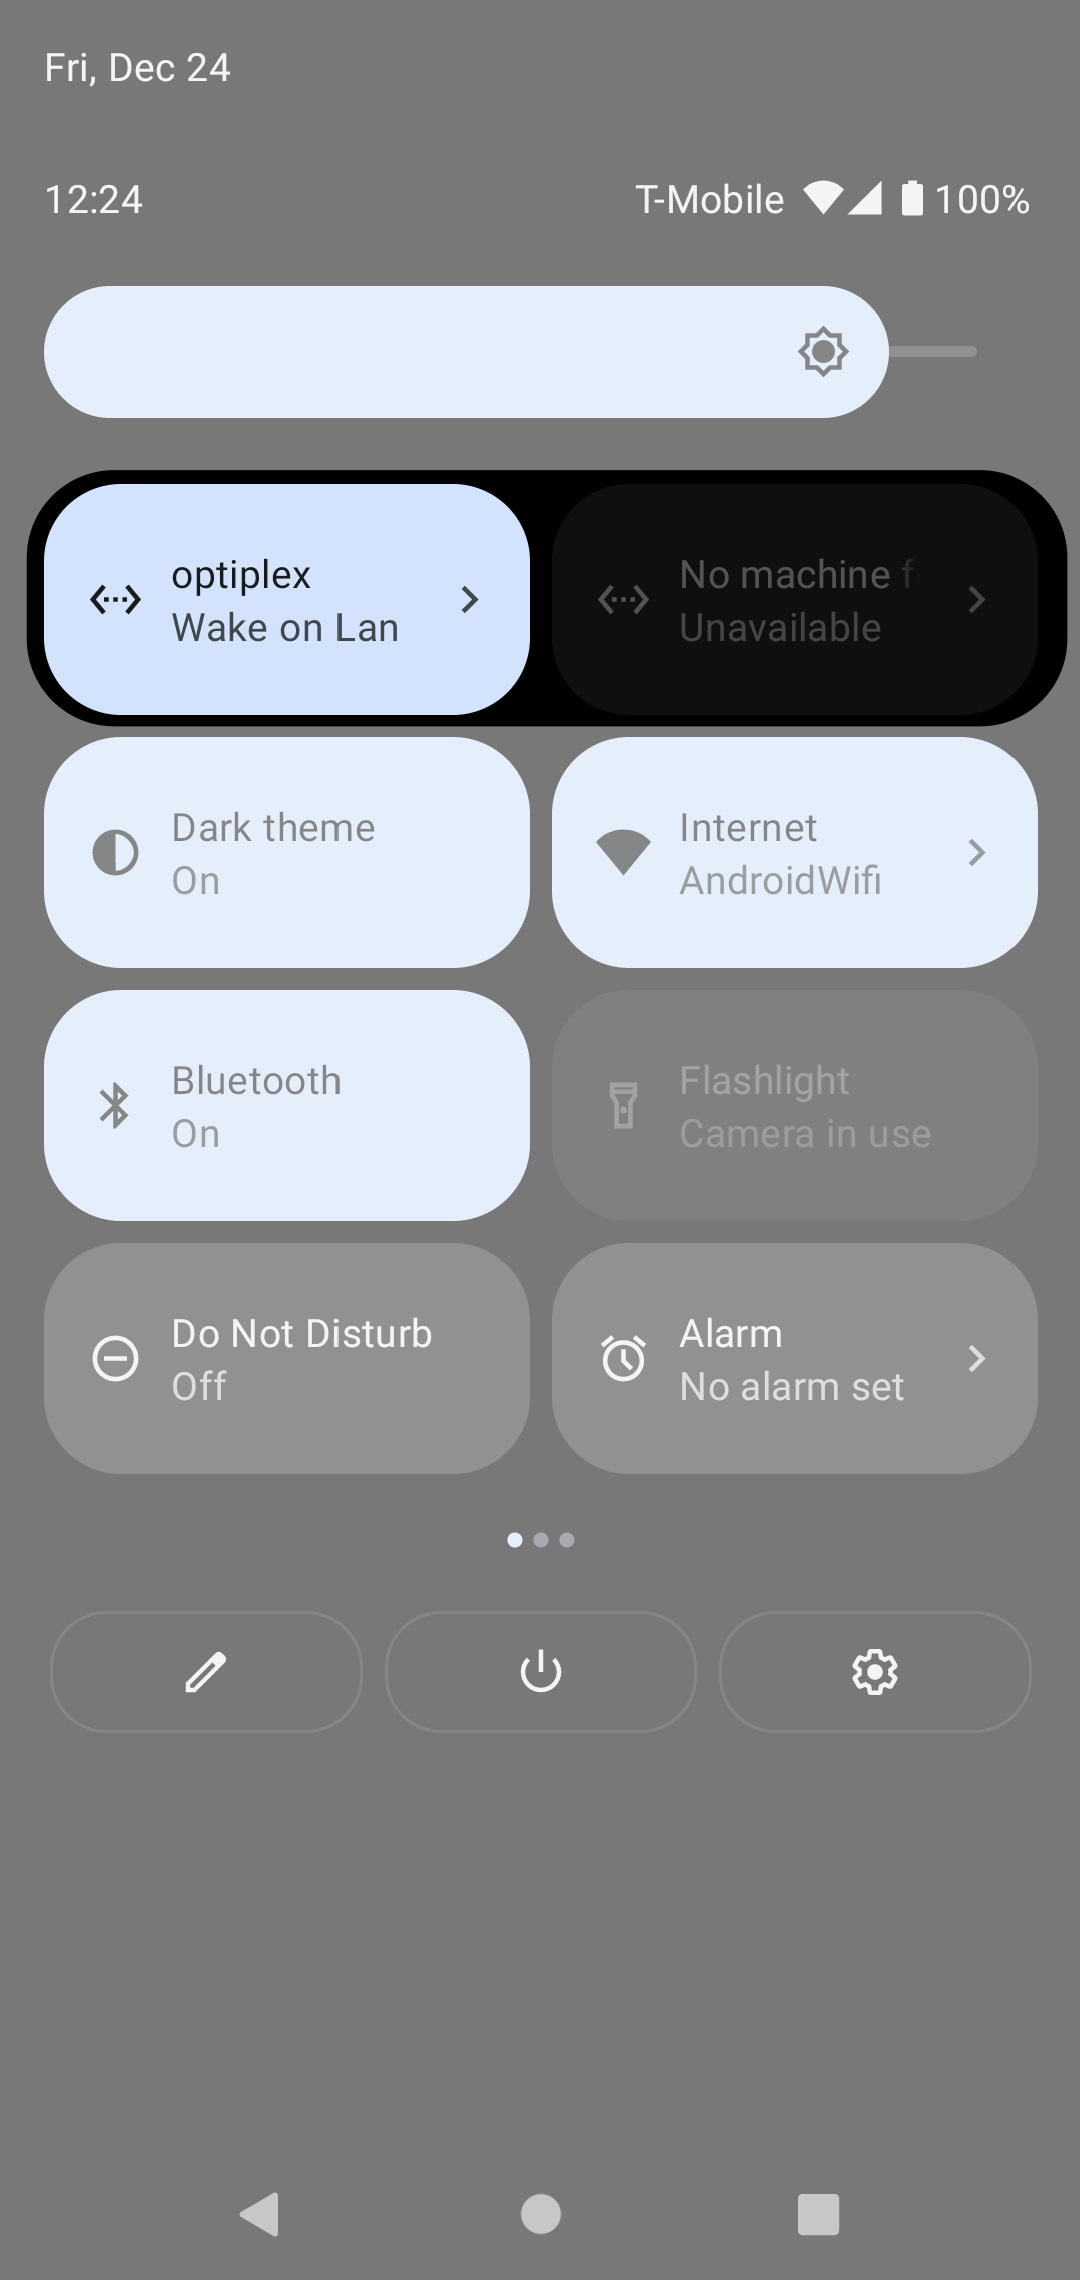 Fri, Dec 24
12:24
T-Mobile
100%
optiplex
Wake on Lan
No machine
Unavailable
Dark theme
On
Internet
AndroidWifi
Bluetooth
On
Flashlight
Camera in use
Do Not Disturb
Off
Alarm
No alarm set